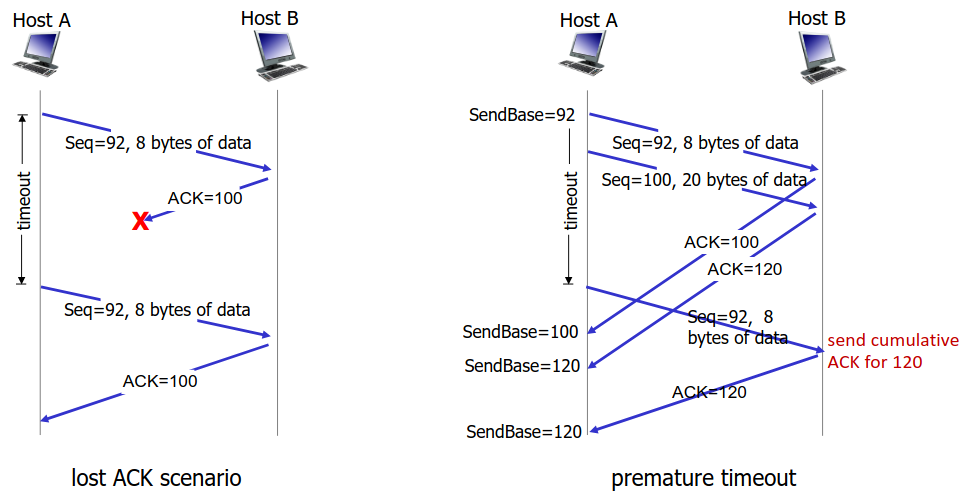 Host A
Host B
Seq=92, 8 bytes of data
ACK=100
X
timeout
Seq=92, 8 bytes of data
ACK=100
lost ACK scenario
Host A
Host B
SendBase=92
Seq=92, 8 bytes of data
Seq=100, 20 bytes of data
timeout
ACK=100
ACK=120
Seq=92, 8
bytes of data
SendBase=100
SendBase=120
send cumulative
ACK for 120
ACK=120
SendBase=120
premature timeout